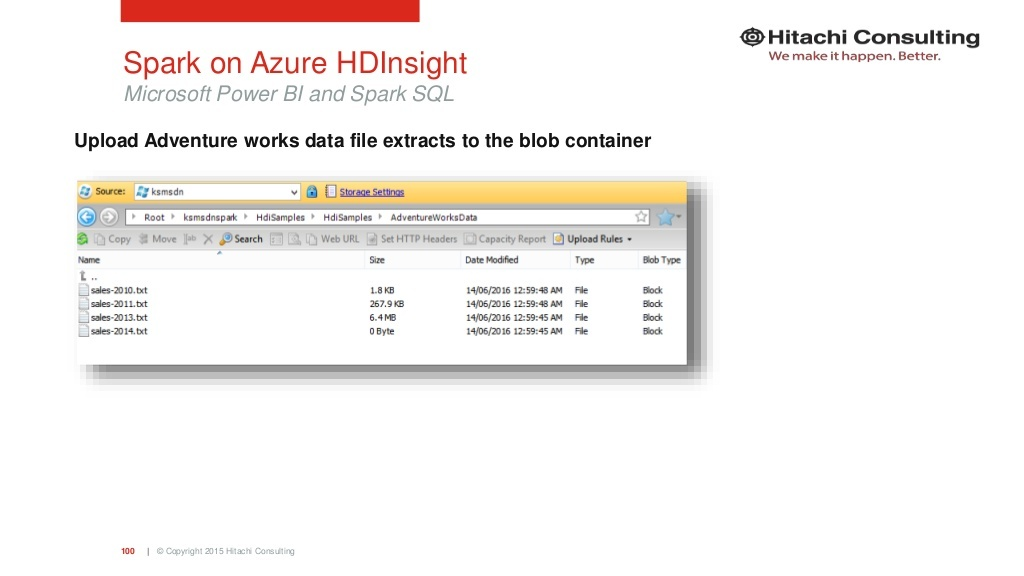 Hitachi Consulting
We make it happen. Better.
Spark on Azure HDInsight
Microsoft Power BI and Spark SQL
Upload Adventure works data file extracts to the blob container
Source: ksmsdn Storage Settings
Root ksmsdnspark HdiSamples HdiSamples AdventureWorksData
Copy Move Search Web URL Set HTTP Headers Capacity Report Upload Rules
Name Size Date Modified Type Blob Type
..
sales-2010.txt 1.8 KB 14/06/2016 12:59:48 AM File Block
sales-2011.txt 267.9 KB 14/06/2016 12:59:48 AM File Block
sales-2013.txt 6.4 MB 14/06/2016 12:59:45 AM File Block
sales-2014.txt 0 Byte 14/06/2016 12:59:45 AM File Block
100 | © Copyright 2015 Hitachi Consulting